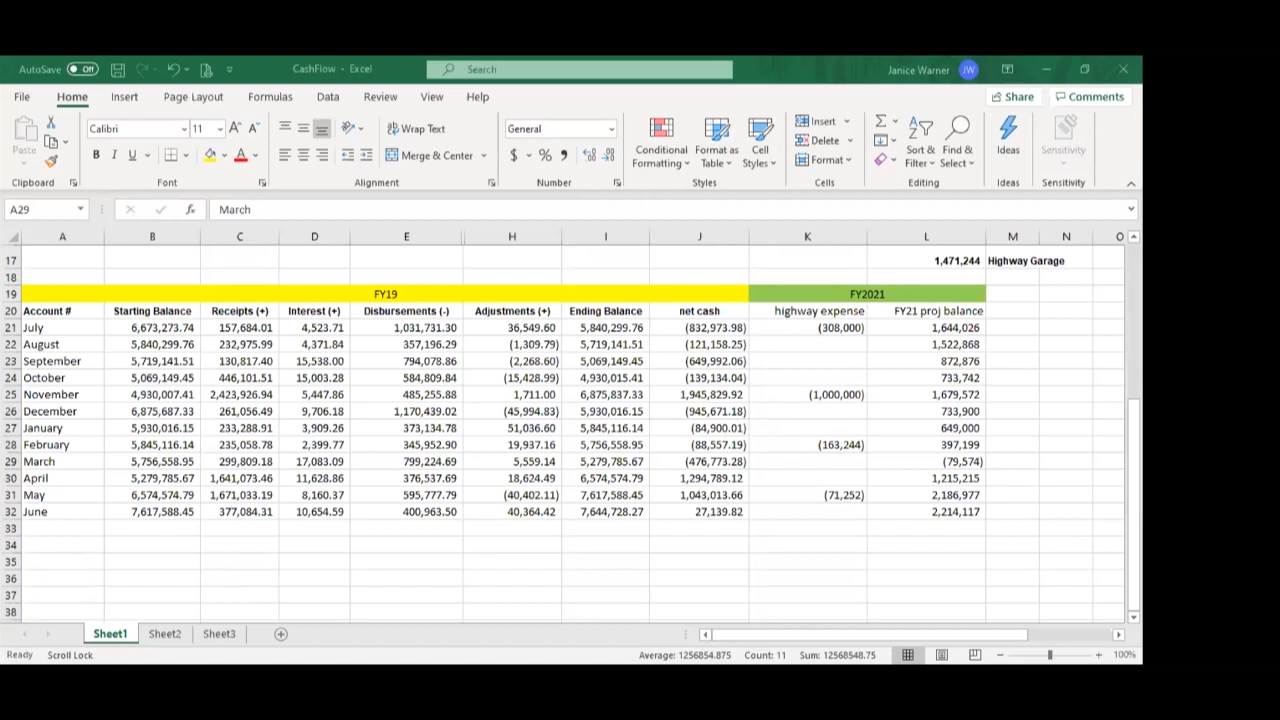 AutoSave Off CashFlow - Excel Search Janice Warner JW
File Home Insert Page Layout Formulas Data Review View Help Share Comments
Calibri 11 A^ A˅ Wrap Text General Insert Σ
Paste B I U A Merge & Center $ % , Conditional Formatting Format as Table Cell Styles Delete Format Sort & Filter Find & Select Ideas Sensitivity
Clipboard Font Alignment Number Styles Cells Editing Ideas Sensitivity
A29 fx March
A B C D E H I J K L M N O
17 1,471,244 Highway Garage
18
19 FY19 FY2021
20 Account # Starting Balance Receipts (+) Interest (+) Disbursements (-) Adjustments (+) Ending Balance net cash highway expense FY21 proj balance
21 July 6,673,273.74 157,684.01 4,523.71 1,031,731.30 36,549.60 5,840,299.76 (832,973.98) (308,000) 1,644,026
22 August 5,840,299.76 232,975.99 4,371.84 357,196.29 (1,309.79) 5,719,141.51 (121,158.25) 1,522,868
23 September 5,719,141.51 130,817.40 15,538.00 794,078.86 (2,268.60) 5,069,149.45 (649,992.06) 872,876
24 October 5,069,149.45 446,101.51 15,003.28 584,809.84 (15,428.99) 4,930,015.41 (139,134.04) 733,742
25 November 4,930,007.41 2,423,926.94 5,447.86 485,255.88 1,711.00 6,875,837.33 1,945,829.92 (1,000,000) 1,679,572
26 December 6,875,687.33 261,056.49 9,706.18 1,170,439.02 (45,994.83) 5,930,016.15 (945,671.18) 733,900
27 January 5,930,016.15 233,288.91 3,909.26 373,134.78 51,036.60 5,845,116.14 (84,900.01) 649,000
28 February 5,845,116.14 235,058.78 2,399.77 345,952.90 19,937.16 5,756,558.95 (88,557.19) (163,244) 397,199
29 March 5,756,558.95 299,809.18 17,083.09 799,224.69 5,559.14 5,279,785.67 (476,773.28) (79,574)
30 April 5,279,785.67 1,641,073.46 11,628.86 376,537.69 18,624.49 6,574,574.79 1,294,789.12 1,215,215
31 May 6,574,574.79 1,671,033.19 8,160.37 595,777.79 (40,402.11) 7,617,588.45 1,043,013.66 (71,252) 2,186,977
32 June 7,617,588.45 377,084.31 10,654.59 400,963.50 40,364.42 7,644,728.27 27,139.82 2,214,117
33
34
35
36
37
38
Sheet1 Sheet2 Sheet3
Ready Scroll Lock Average: 1256854.875 Count: 11 Sum: 12568548.75 100%